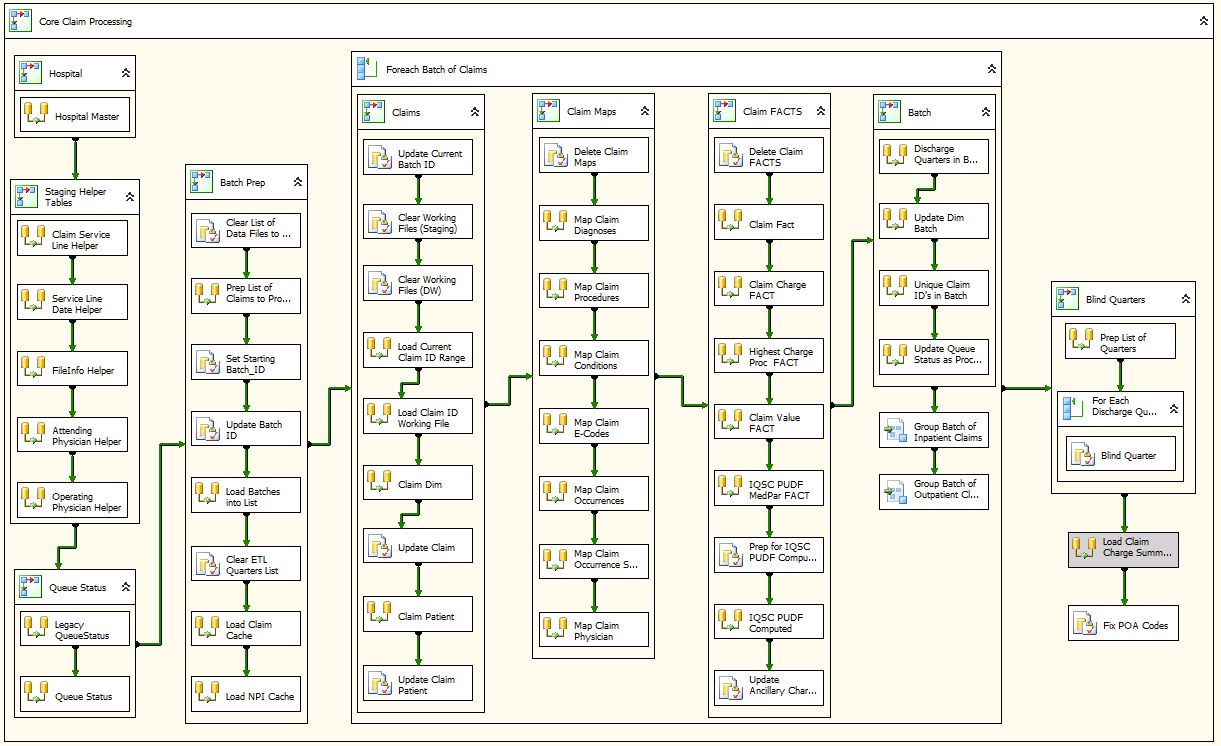 Core Claim Processing
Hospital
Hospital Master
Staging Helper
Tables
Claim Service
Line Helper
Service Line
Date Helper
FileInfo Helper
Attending
Physician Helper
Operating
Physician Helper
Queue Status
Legacy
QueueStatus
Queue Status
Batch Prep
Clear List of
Data Files to ...
Prep List of
Claims to Pro...
Set Starting
Batch_ID
Update Batch
ID
Load Batches
into List
Clear ETL
Quarters List
Load Claim
Cache
Load NPI Cache
Foreach Batch of Claims
Claims
Update Current
Batch ID
Clear Working
Files (Staging)
Clear Working
Files (DW)
Load Current
Claim ID Range
Load Claim ID
Working File
Claim Dim
Update Claim
Claim Patient
Update Claim
Patient
Claim Maps
Delete Claim
Maps
Map Claim
Diagnoses
Map Claim
Procedures
Map Claim
Conditions
Map Claim
E-Codes
Map Claim
Occurrences
Map Claim
Occurrence S...
Map Claim
Physician
Claim FACTS
Delete Claim
FACTS
Claim Fact
Claim Charge
FACT
Highest Charge
Proc FACT
Claim Value
FACT
IQSC PUDF
MedPar FACT
Prep for IQSC
PUDF Compu...
IQSC PUDF
Computed
Update
Ancillary Char...
Batch
Discharge
Quarters in B...
Update Dim
Batch
Unique Claim
ID's in Batch
Update Queue
Status as Proc...
Group Batch of
Inpatient Claims
Group Batch of
Outpatient Cl...
Blind Quarters
Prep List of
Quarters
For Each
Discharge Qu...
Blind Quarter
Load Claim
Charge Summ...
Fix POA Codes